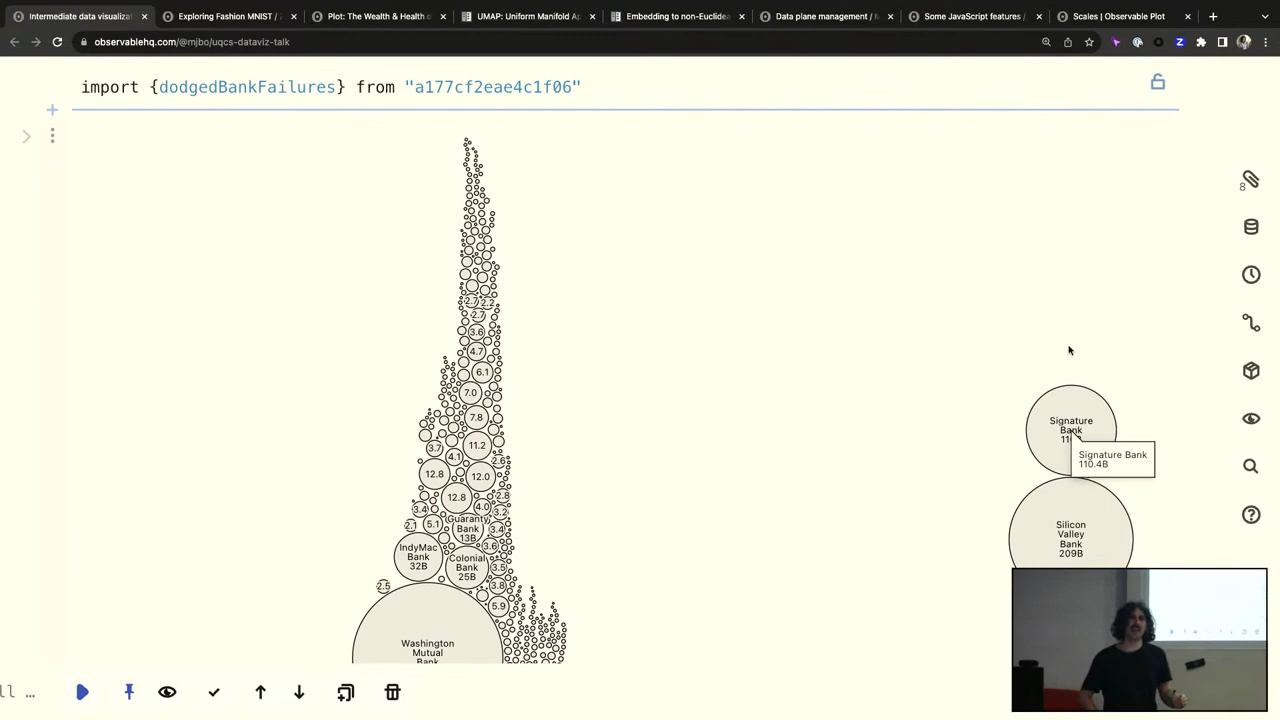 Intermediate data visualizat
Exploring Fashion MNIST /
Plot: The Wealth & Health o
UMAP: Uniform Manifold Ap
Embedding to non-Euclidea
Data plane management /
Some JavaScript features /
Scales | Observable Plot
observablehq.com/@mjbo/uqcs-dataviz-talk
import {dodgedBankFailures} from "a177cf2eae4c1f06"
8
2.7 2.2
2.7
3.6
4.7
6.1
7.0
7.8
11.2
3.7
4.1
2.6
12.8
12.0
12.8
2.8
4.0
3.4
3.2
Guaranty
Bank
13B
2.1
5.1
3.4
3.6
IndyMac
Bank
32B
Colonial
Bank
25B
3.5
2.5
3.8
5.9
Washington
Mutual
Bank
Signature
Bank
Signature Bank
110.4B
Silicon
Valley
Bank
209B